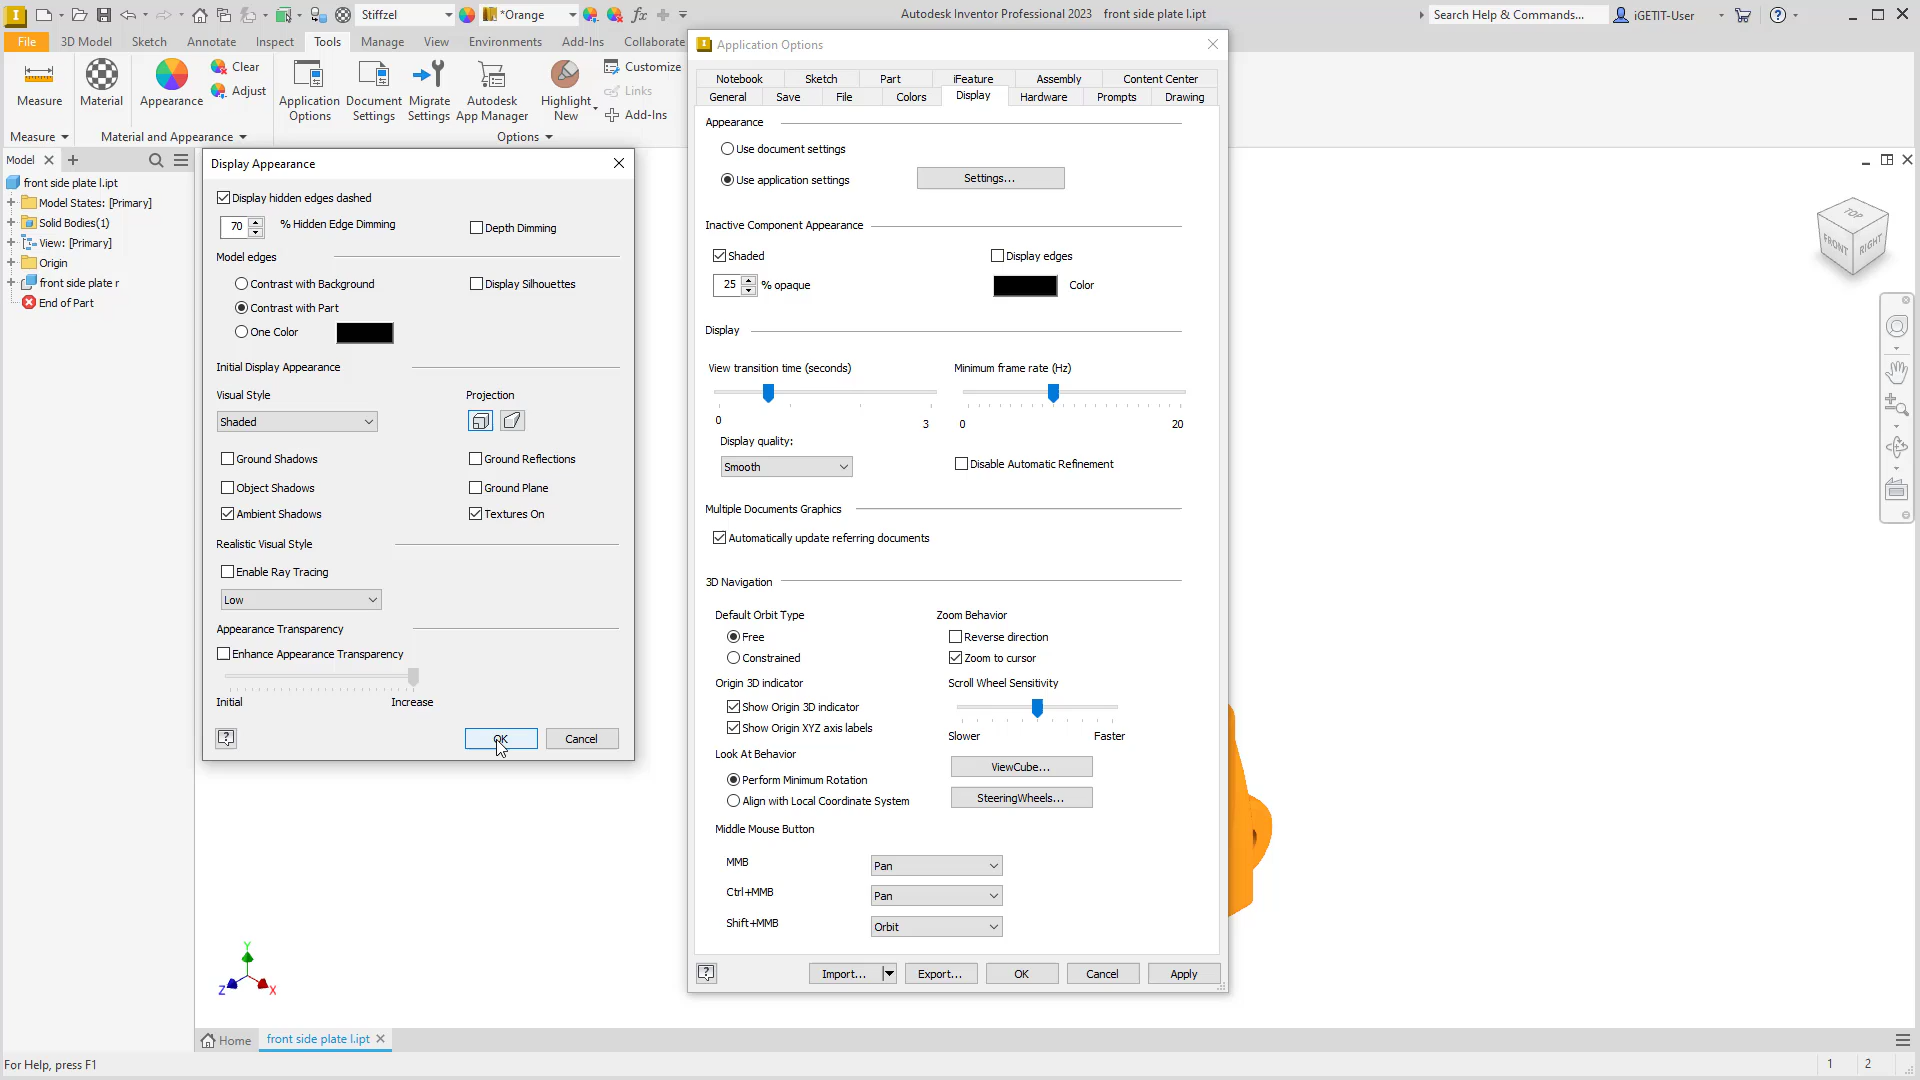 Stiffzel
*Orange
fx
Autodesk Inventor Professional 2023 front side plate l.ipt
Search Help & Commands...
iGETIT-User
File 3D Model Sketch Annotate Inspect Tools Manage View Environments Add-Ins Collaborate
Measure
Material
Appearance
Clear
Adjust
Application Options
Document Settings
Migrate Settings
Autodesk App Manager
Highlight New
Customize
Links
Add-Ins
Measure
Material and Appearance
Options
Model
front side plate l.ipt
Model States: [Primary]
Solid Bodies(1)
View: [Primary]
Origin
front side plate r
End of Part
Display Appearance
Display hidden edges dashed
70 % Hidden Edge Dimming
Depth Dimming
Model edges
Contrast with Background
Display Silhouettes
Contrast with Part
One Color
Initial Display Appearance
Visual Style
Projection
Shaded
Ground Shadows
Ground Reflections
Object Shadows
Ground Plane
Ambient Shadows
Textures On
Realistic Visual Style
Enable Ray Tracing
Low
Appearance Transparency
Enhance Appearance Transparency
Initial Increase
OK Cancel
Application Options
Notebook Sketch Part iFeature Assembly Content Center
General Save File Colors Display Hardware Prompts Drawing
Appearance
Use document settings
Use application settings
Settings...
Inactive Component Appearance
Shaded
Display edges
25 % opaque
Color
Display
View transition time (seconds)
Minimum frame rate (Hz)
0 3 0 20
Display quality:
Smooth
Disable Automatic Refinement
Multiple Documents Graphics
Automatically update referring documents
3D Navigation
Default Orbit Type
Zoom Behavior
Free
Reverse direction
Constrained
Zoom to cursor
Origin 3D indicator
Scroll Wheel Sensitivity
Show Origin 3D indicator
Show Origin XYZ axis labels
Slower Faster
Look At Behavior
Perform Minimum Rotation
ViewCube...
Align with Local Coordinate System
SteeringWheels...
Middle Mouse Button
MMB Pan
Ctrl+MMB Pan
Shift+MMB Orbit
Import... Export... OK Cancel Apply
TOP
FRONT RIGHT
Y
Z X
Home front side plate l.ipt
For Help, press F1
1 2